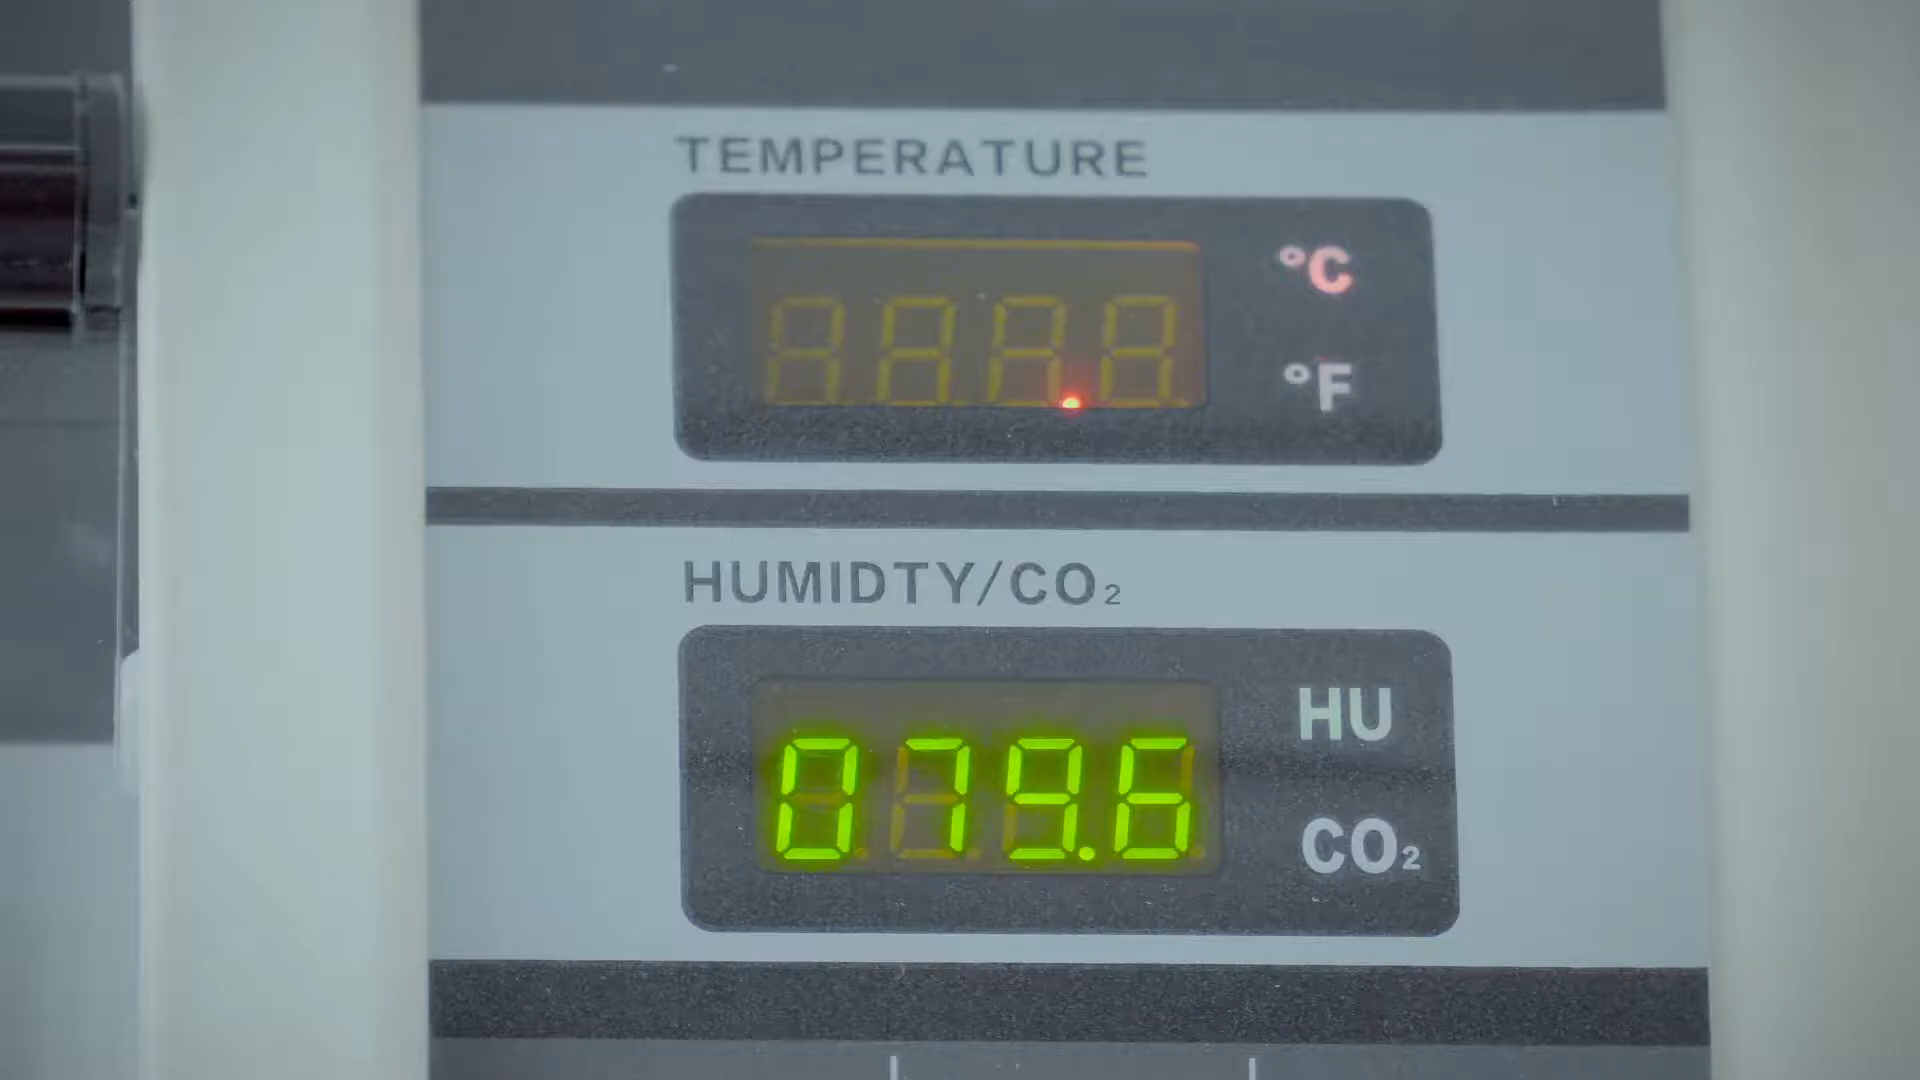 TEMPERATURE
°C
°F
HUMIDTY/CO₂
HU
079.6
CO₂